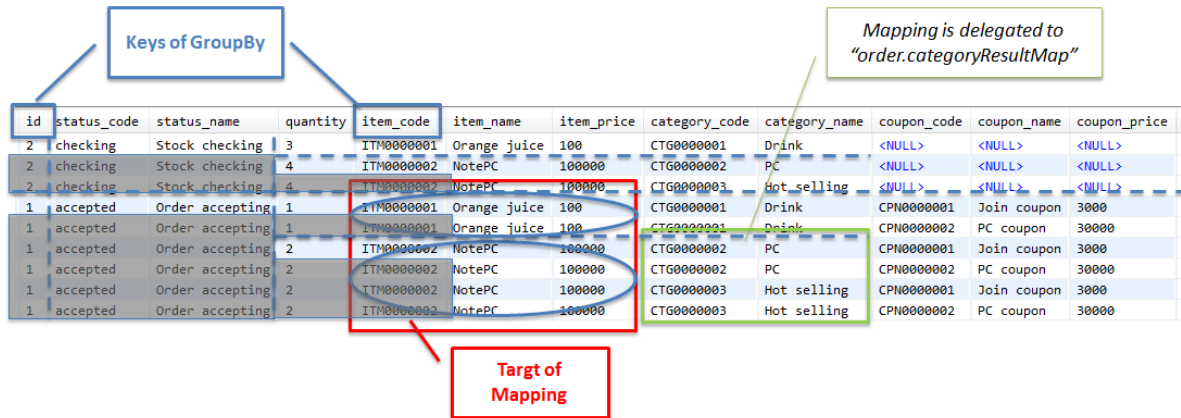 Keys of GroupBy
Mapping is delegated to
“order.categoryResultMap”
id status_code status_name quantity item_code item_name item_price category_code category_name coupon_code coupon_name coupon_price
2 checking Stock checking 3 ITM0000001 Orange juice 100 CTG0000001 Drink <NULL> <NULL> <NULL>
2 checking Stock checking 4 ITM0000002 NotePC 100000 CTG0000002 PC <NULL> <NULL> <NULL>
2 checking Stock checking 4 ITM0000002 NotePC 100000 CTG0000003 Hot selling <NULL> <NULL> <NULL>
1 accepted Order accepting 1 ITM0000001 Orange juice 100 CTG0000001 Drink CPN0000001 Join coupon 3000
1 accepted Order accepting 1 ITM0000001 Orange juice 100 CTG0000001 Drink CPN0000002 PC coupon 30000
1 accepted Order accepting 2 ITM0000002 NotePC 100000 CTG0000002 PC CPN0000001 Join coupon 3000
1 accepted Order accepting 2 ITM0000002 NotePC 100000 CTG0000002 PC CPN0000002 PC coupon 30000
1 accepted Order accepting 2 ITM0000002 NotePC 100000 CTG0000003 Hot selling CPN0000001 Join coupon 3000
1 accepted Order accepting 2 ITM0000002 NotePC 100000 CTG0000003 Hot selling CPN0000002 PC coupon 30000
Targt of
Mapping